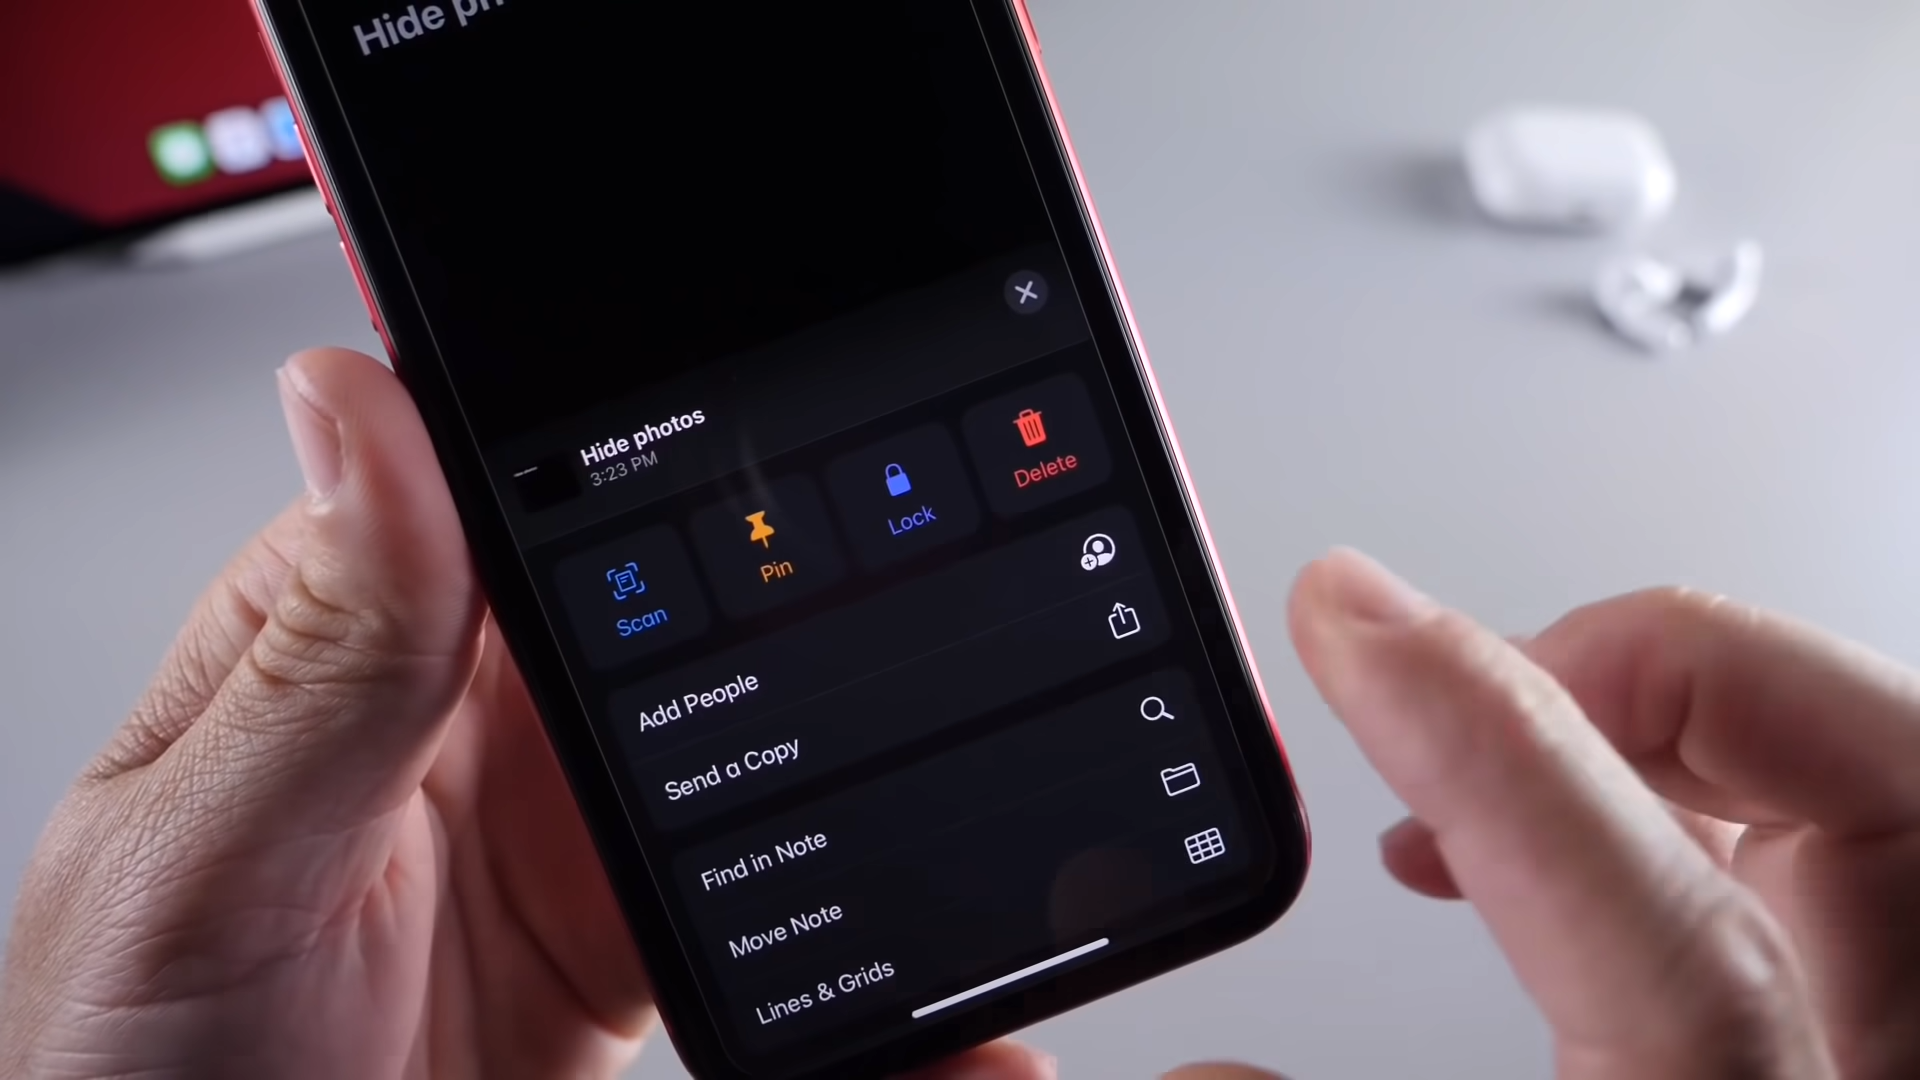 Hide ph
Hide photos
3:23 PM
Scan
Pin
Lock
Delete
Add People
Send a Copy
Find in Note
Move Note
Lines & Grids